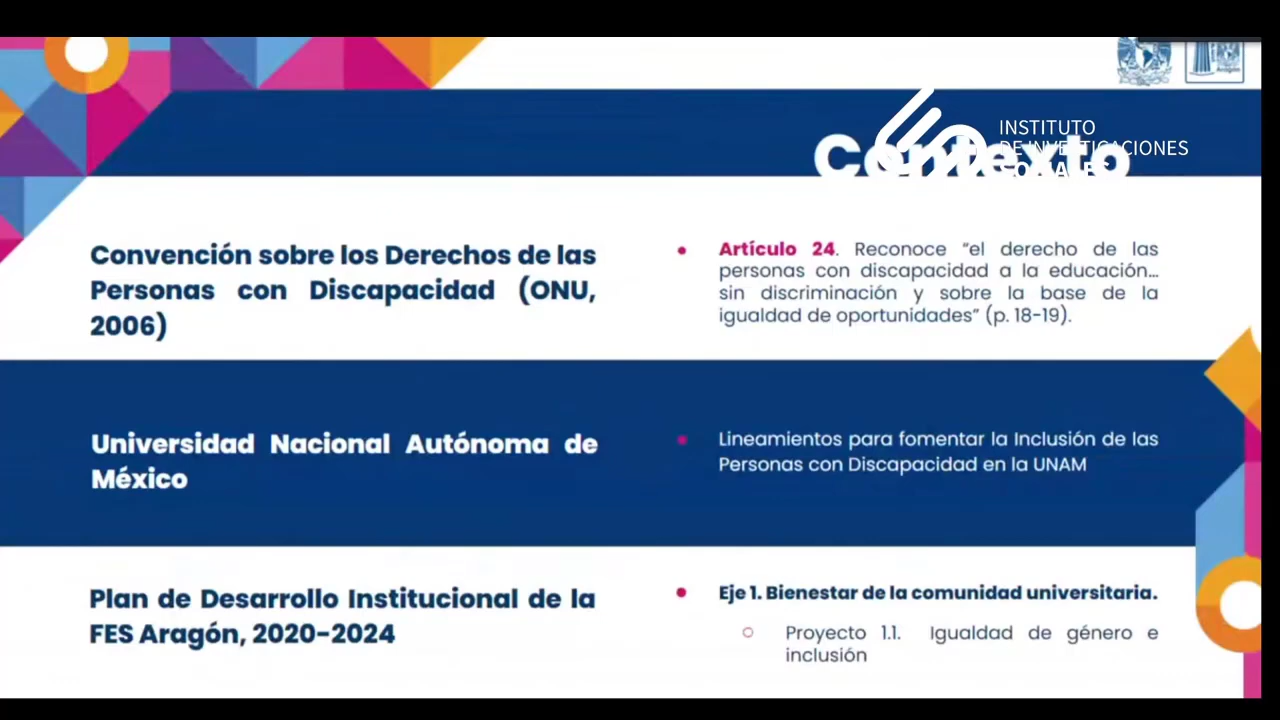 contexto
INSTITUTO
DE INVESTIGACIONES
SOCIALES
Convención sobre los Derechos de las
Personas con Discapacidad (ONU,
2006)
Artículo 24. Reconoce “el derecho de las
personas con discapacidad a la educación...
sin discriminación y sobre la base de la
igualdad de oportunidades” (p. 18-19).
Universidad Nacional Autónoma de
México
Lineamientos para fomentar la Inclusión de las
Personas con Discapacidad en la UNAM
Plan de Desarrollo Institucional de la
FES Aragón, 2020-2024
Eje 1. Bienestar de la comunidad universitaria.
Proyecto 1.1. Igualdad de género e
inclusión